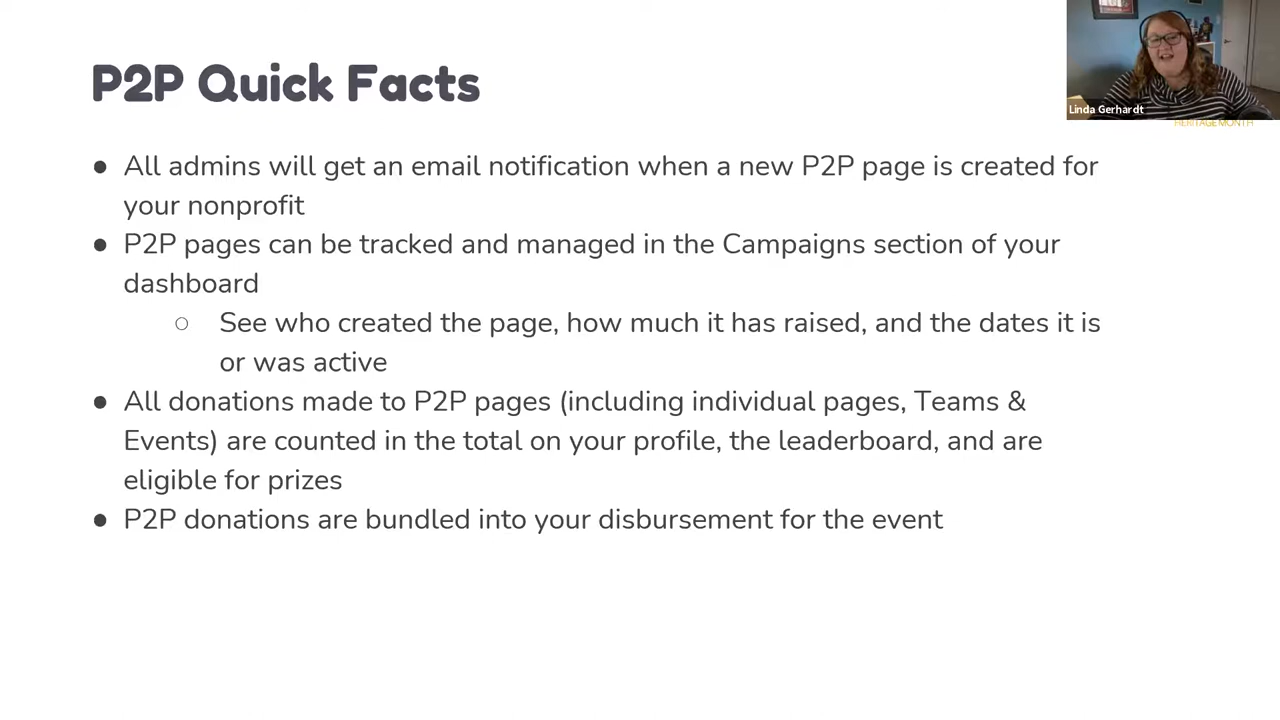 P2P Quick Facts
Linda Gerhardt
HERITAGE MONTH
● All admins will get an email notification when a new P2P page is created for
your nonprofit
● P2P pages can be tracked and managed in the Campaigns section of your
dashboard
○ See who created the page, how much it has raised, and the dates it is
or was active
● All donations made to P2P pages (including individual pages, Teams &
Events) are counted in the total on your profile, the leaderboard, and are
eligible for prizes
● P2P donations are bundled into your disbursement for the event